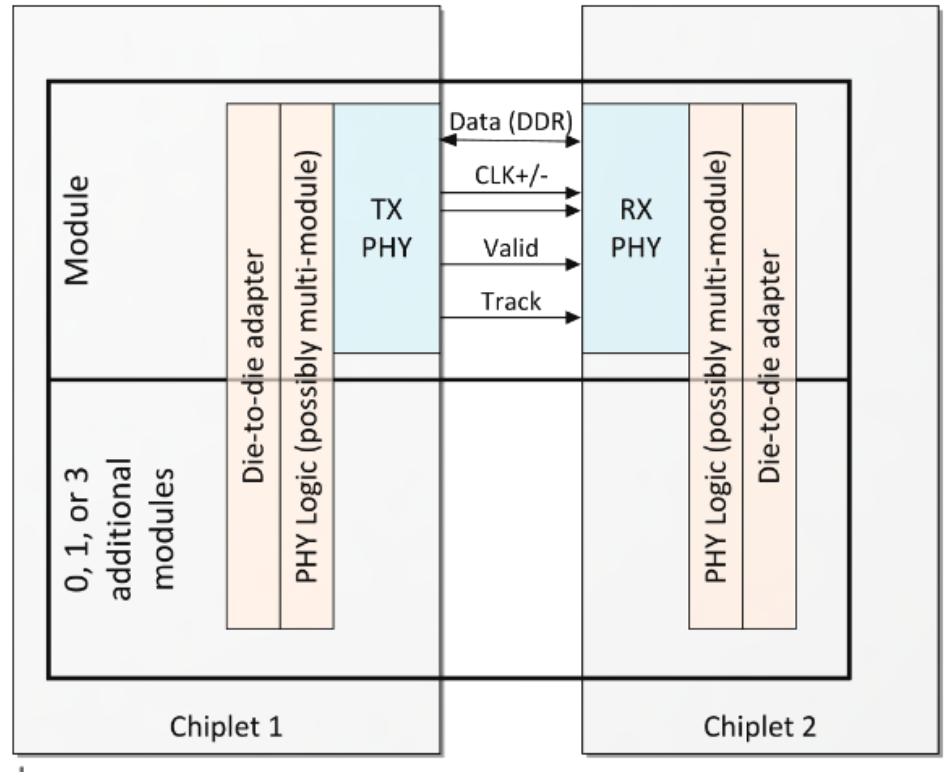 Module
0, 1, or 3
additional
modules
Die-to-die adapter
PHY Logic (possibly multi-module)
TX
PHY
Data (DDR)
CLK+/-
Valid
Track
RX
PHY
PHY Logic (possibly multi-module)
Die-to-die adapter
Chiplet 1
Chiplet 2